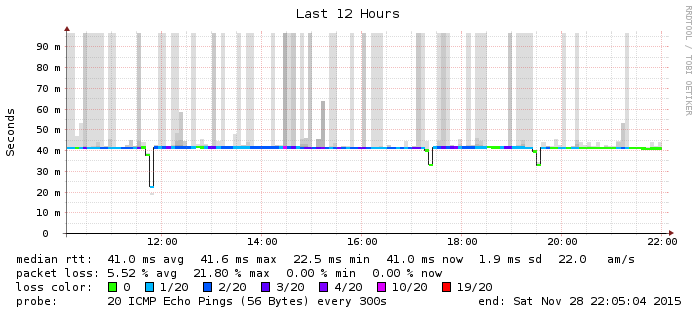 Last 12 Hours
RRDTOOL / TOBI OETIKER
Seconds
90 m
80 m
70 m
60 m
50 m
40 m
30 m
20 m
10 m
0
12:00 14:00 16:00 18:00 20:00 22:00
median rtt: 41.0 ms avg 41.6 ms max 22.5 ms min 41.0 ms now 1.9 ms sd 22.0 am/s
packet loss: 5.52 % avg 21.80 % max 0.00 % min 0.00 % now
loss color: 0 1/20 2/20 3/20 4/20 10/20 19/20
probe: 20 ICMP Echo Pings (56 Bytes) every 300s end: Sat Nov 28 22:05:04 2015